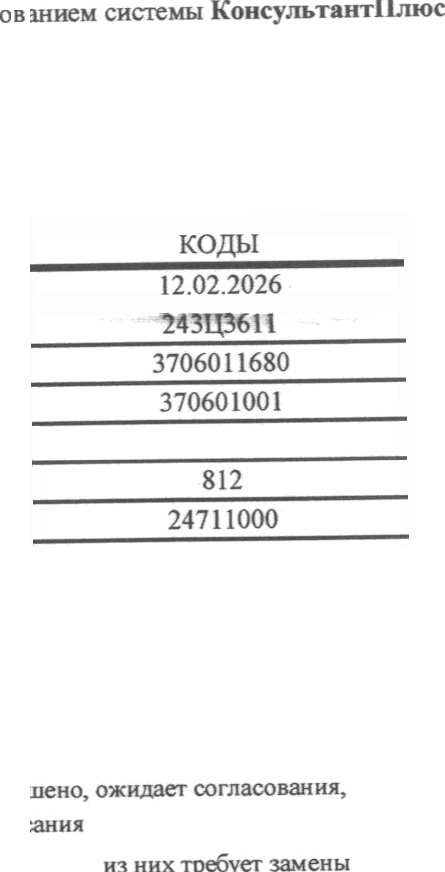 ованием системы КонсультантПлюс
КОДЫ
12.02.2026
243Ц3611
3706011680
370601001
812
24711000
шено, ожидает согласования,
сания
из них требует замены